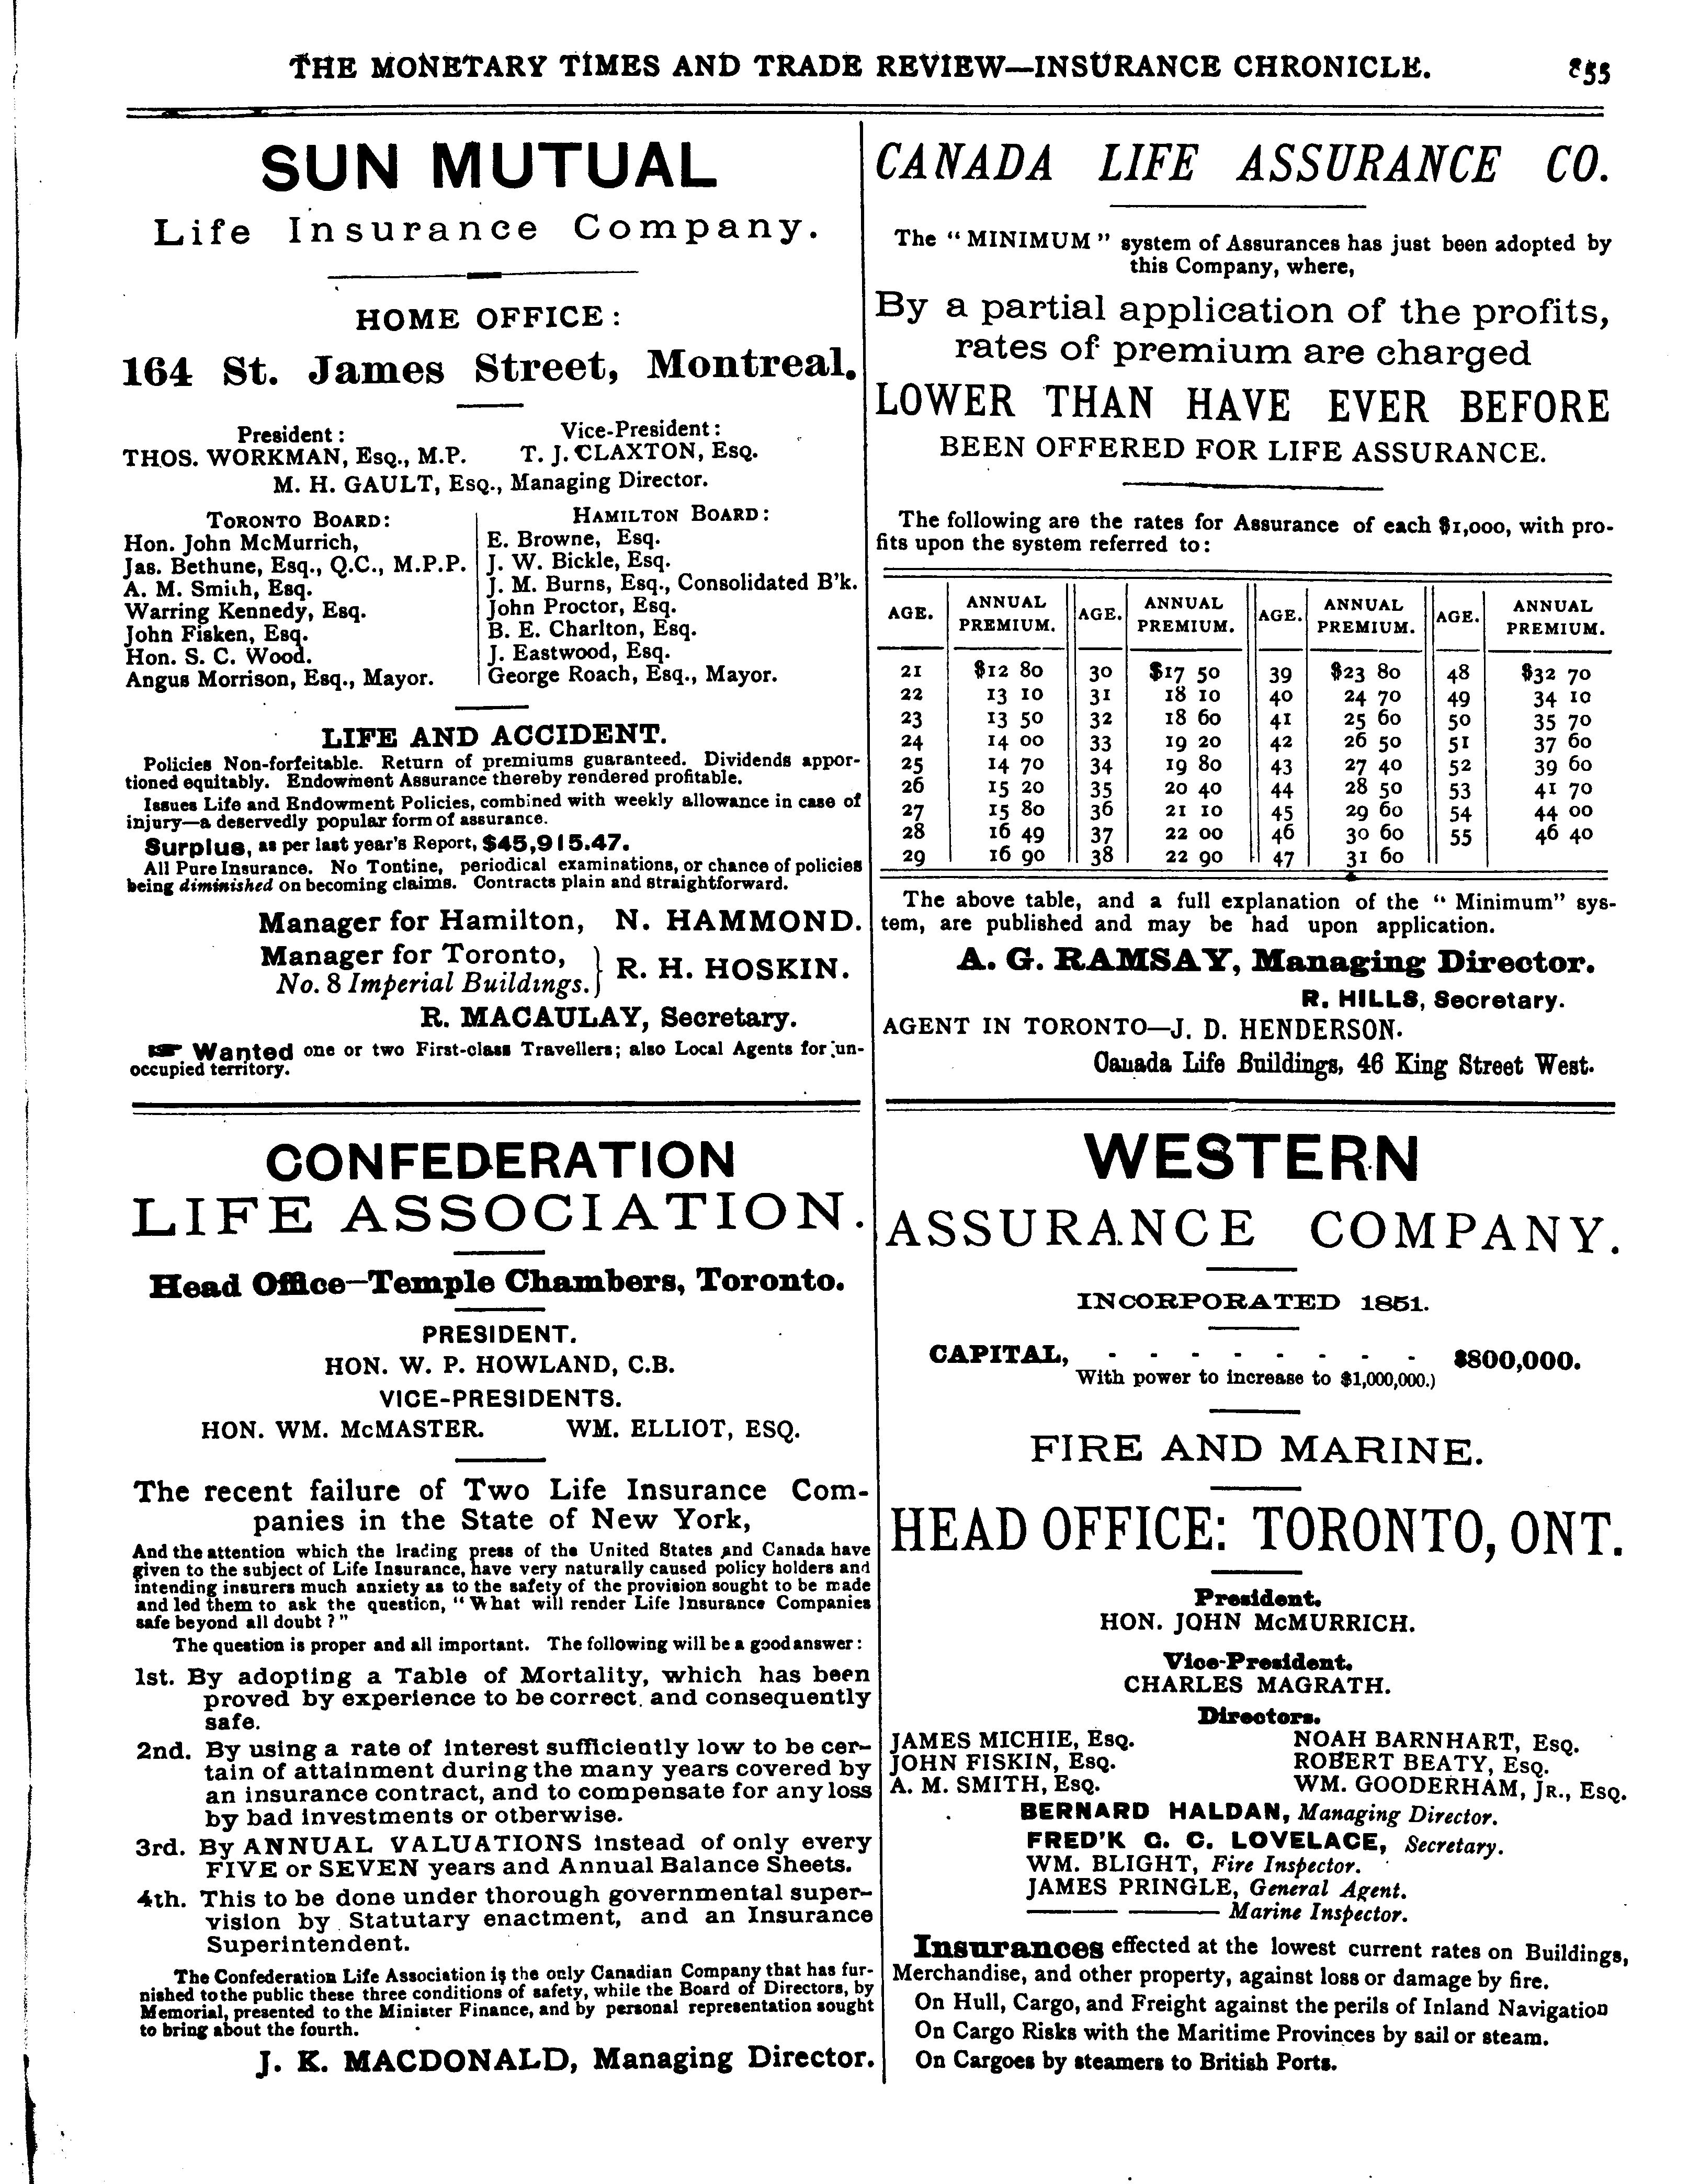 THE MONETARY TIMES AND TRADE REVIEW—INSURANCE CHRONICLE. 855
SUN MUTUAL
Life Insurance Company.
HOME OFFICE:
164 St. James Street, Montreal.
President: Vice-President:
THOS. WORKMAN, Esq., M.P. T. J. CLAXTON, Esq.
M. H. GAULT, Esq., Managing Director.
TORONTO BOARD:
Hon. John McMurrich,
Jas. Bethune, Esq., Q.C., M.P.P.
A. M. Smith, Esq.
Warring Kennedy, Esq.
John Fisken, Esq.
Hon. S. C. Wood.
Angus Morrison, Esq., Mayor.
HAMILTON BOARD:
E. Browne, Esq.
J. W. Bickle, Esq.
J. M. Burns, Esq., Consolidated B'k.
John Proctor, Esq.
B. E. Charlton, Esq.
J. Eastwood, Esq.
George Roach, Esq., Mayor.
LIFE AND ACCIDENT.
Policies Non-forfeitable. Return of premiums guaranteed. Dividends appor-
tioned equitably. Endowment Assurance thereby rendered profitable.
Issues Life and Endowment Policies, combined with weekly allowance in case of
injury—a deservedly popular form of assurance.
Surplus, as per last year's Report, $45,915.47.
All Pure Insurance. No Tontine, periodical examinations, or chance of policies
being diminished on becoming claims. Contracts plain and straightforward.
Manager for Hamilton, N. HAMMOND.
Manager for Toronto,
No. 8 Imperial Buildings. } R. H. HOSKIN.
R. MACAULAY, Secretary.
☞ Wanted one or two First-class Travellers; also Local Agents for un-
occupied territory.
CANADA LIFE ASSURANCE CO.
The "MINIMUM" system of Assurances has just been adopted by
this Company, where,
By a partial application of the profits,
rates of premium are charged
LOWER THAN HAVE EVER BEFORE
BEEN OFFERED FOR LIFE ASSURANCE.
The following are the rates for Assurance of each $1,000, with pro-
fits upon the system referred to:
AGE. ANNUAL PREMIUM. AGE. ANNUAL PREMIUM. AGE. ANNUAL PREMIUM. AGE. ANNUAL PREMIUM.
21 $12 80 30 $17 50 39 $23 80 48 $32 70
22 13 10 31 18 10 40 24 70 49 34 10
23 13 50 32 18 60 41 25 60 50 35 70
24 14 00 33 19 20 42 26 50 51 37 60
25 14 70 34 19 80 43 27 40 52 39 60
26 15 20 35 20 40 44 28 50 53 41 70
27 15 80 36 21 10 45 29 60 54 44 00
28 16 49 37 22 00 46 30 60 55 46 40
29 16 90 38 22 90 47 31 60
The above table, and a full explanation of the "Minimum" sys-
tem, are published and may be had upon application.
A. G. RAMSAY, Managing Director.
R. HILLS, Secretary.
AGENT IN TORONTO—J. D. HENDERSON.
Canada Life Buildings, 46 King Street West.
CONFEDERATION
LIFE ASSOCIATION.
Head Office—Temple Chambers, Toronto.
PRESIDENT.
HON. W. P. HOWLAND, C.B.
VICE-PRESIDENTS.
HON. WM. McMASTER. WM. ELLIOT, ESQ.
The recent failure of Two Life Insurance Com-
panies in the State of New York,
And the attention which the lrading press of the United States and Canada have
given to the subject of Life Insurance, have very naturally caused policy holders and
intending insurers much anxiety as to the safety of the provision sought to be made
and led them to ask the question, "What will render Life Insurance Companies
safe beyond all doubt?"
The question is proper and all important. The following will be a good answer:
1st. By adopting a Table of Mortality, which has been
proved by experience to be correct, and consequently
safe.
2nd. By using a rate of interest sufficiently low to be cer-
tain of attainment during the many years covered by
an insurance contract, and to compensate for any loss
by bad investments or otberwise.
3rd. By ANNUAL VALUATIONS instead of only every
FIVE or SEVEN years and Annual Balance Sheets.
4th. This to be done under thorough governmental super-
vision by Statutary enactment, and an Insurance
Superintendent.
The Confederation Life Association is the only Canadian Company that has fur-
nished to the public these three conditions of safety, while the Board of Directors, by
Memorial, presented to the Minister Finance, and by personal representation sought
to bring about the fourth.
J. K. MACDONALD, Managing Director.
WESTERN
ASSURANCE COMPANY.
INCORPORATED 1851.
CAPITAL, - - - - - - - - $800,000.
With power to increase to $1,000,000.)
FIRE AND MARINE.
HEAD OFFICE: TORONTO, ONT.
President.
HON. JOHN McMURRICH.
Vice-President.
CHARLES MAGRATH.
Directors.
JAMES MICHIE, Esq. NOAH BARNHART, Esq.
JOHN FISKIN, Esq. ROBERT BEATY, Esq.
A. M. SMITH, Esq. WM. GOODERHAM, Jr., Esq.
BERNARD HALDAN, Managing Director.
FRED'K G. C. LOVELACE, Secretary.
WM. BLIGHT, Fire Inspector.
JAMES PRINGLE, General Agent.
——— ——— Marine Inspector.
Insurances effected at the lowest current rates on Buildings,
Merchandise, and other property, against loss or damage by fire.
On Hull, Cargo, and Freight against the perils of Inland Navigation
On Cargo Risks with the Maritime Provinces by sail or steam.
On Cargoes by steamers to British Ports.